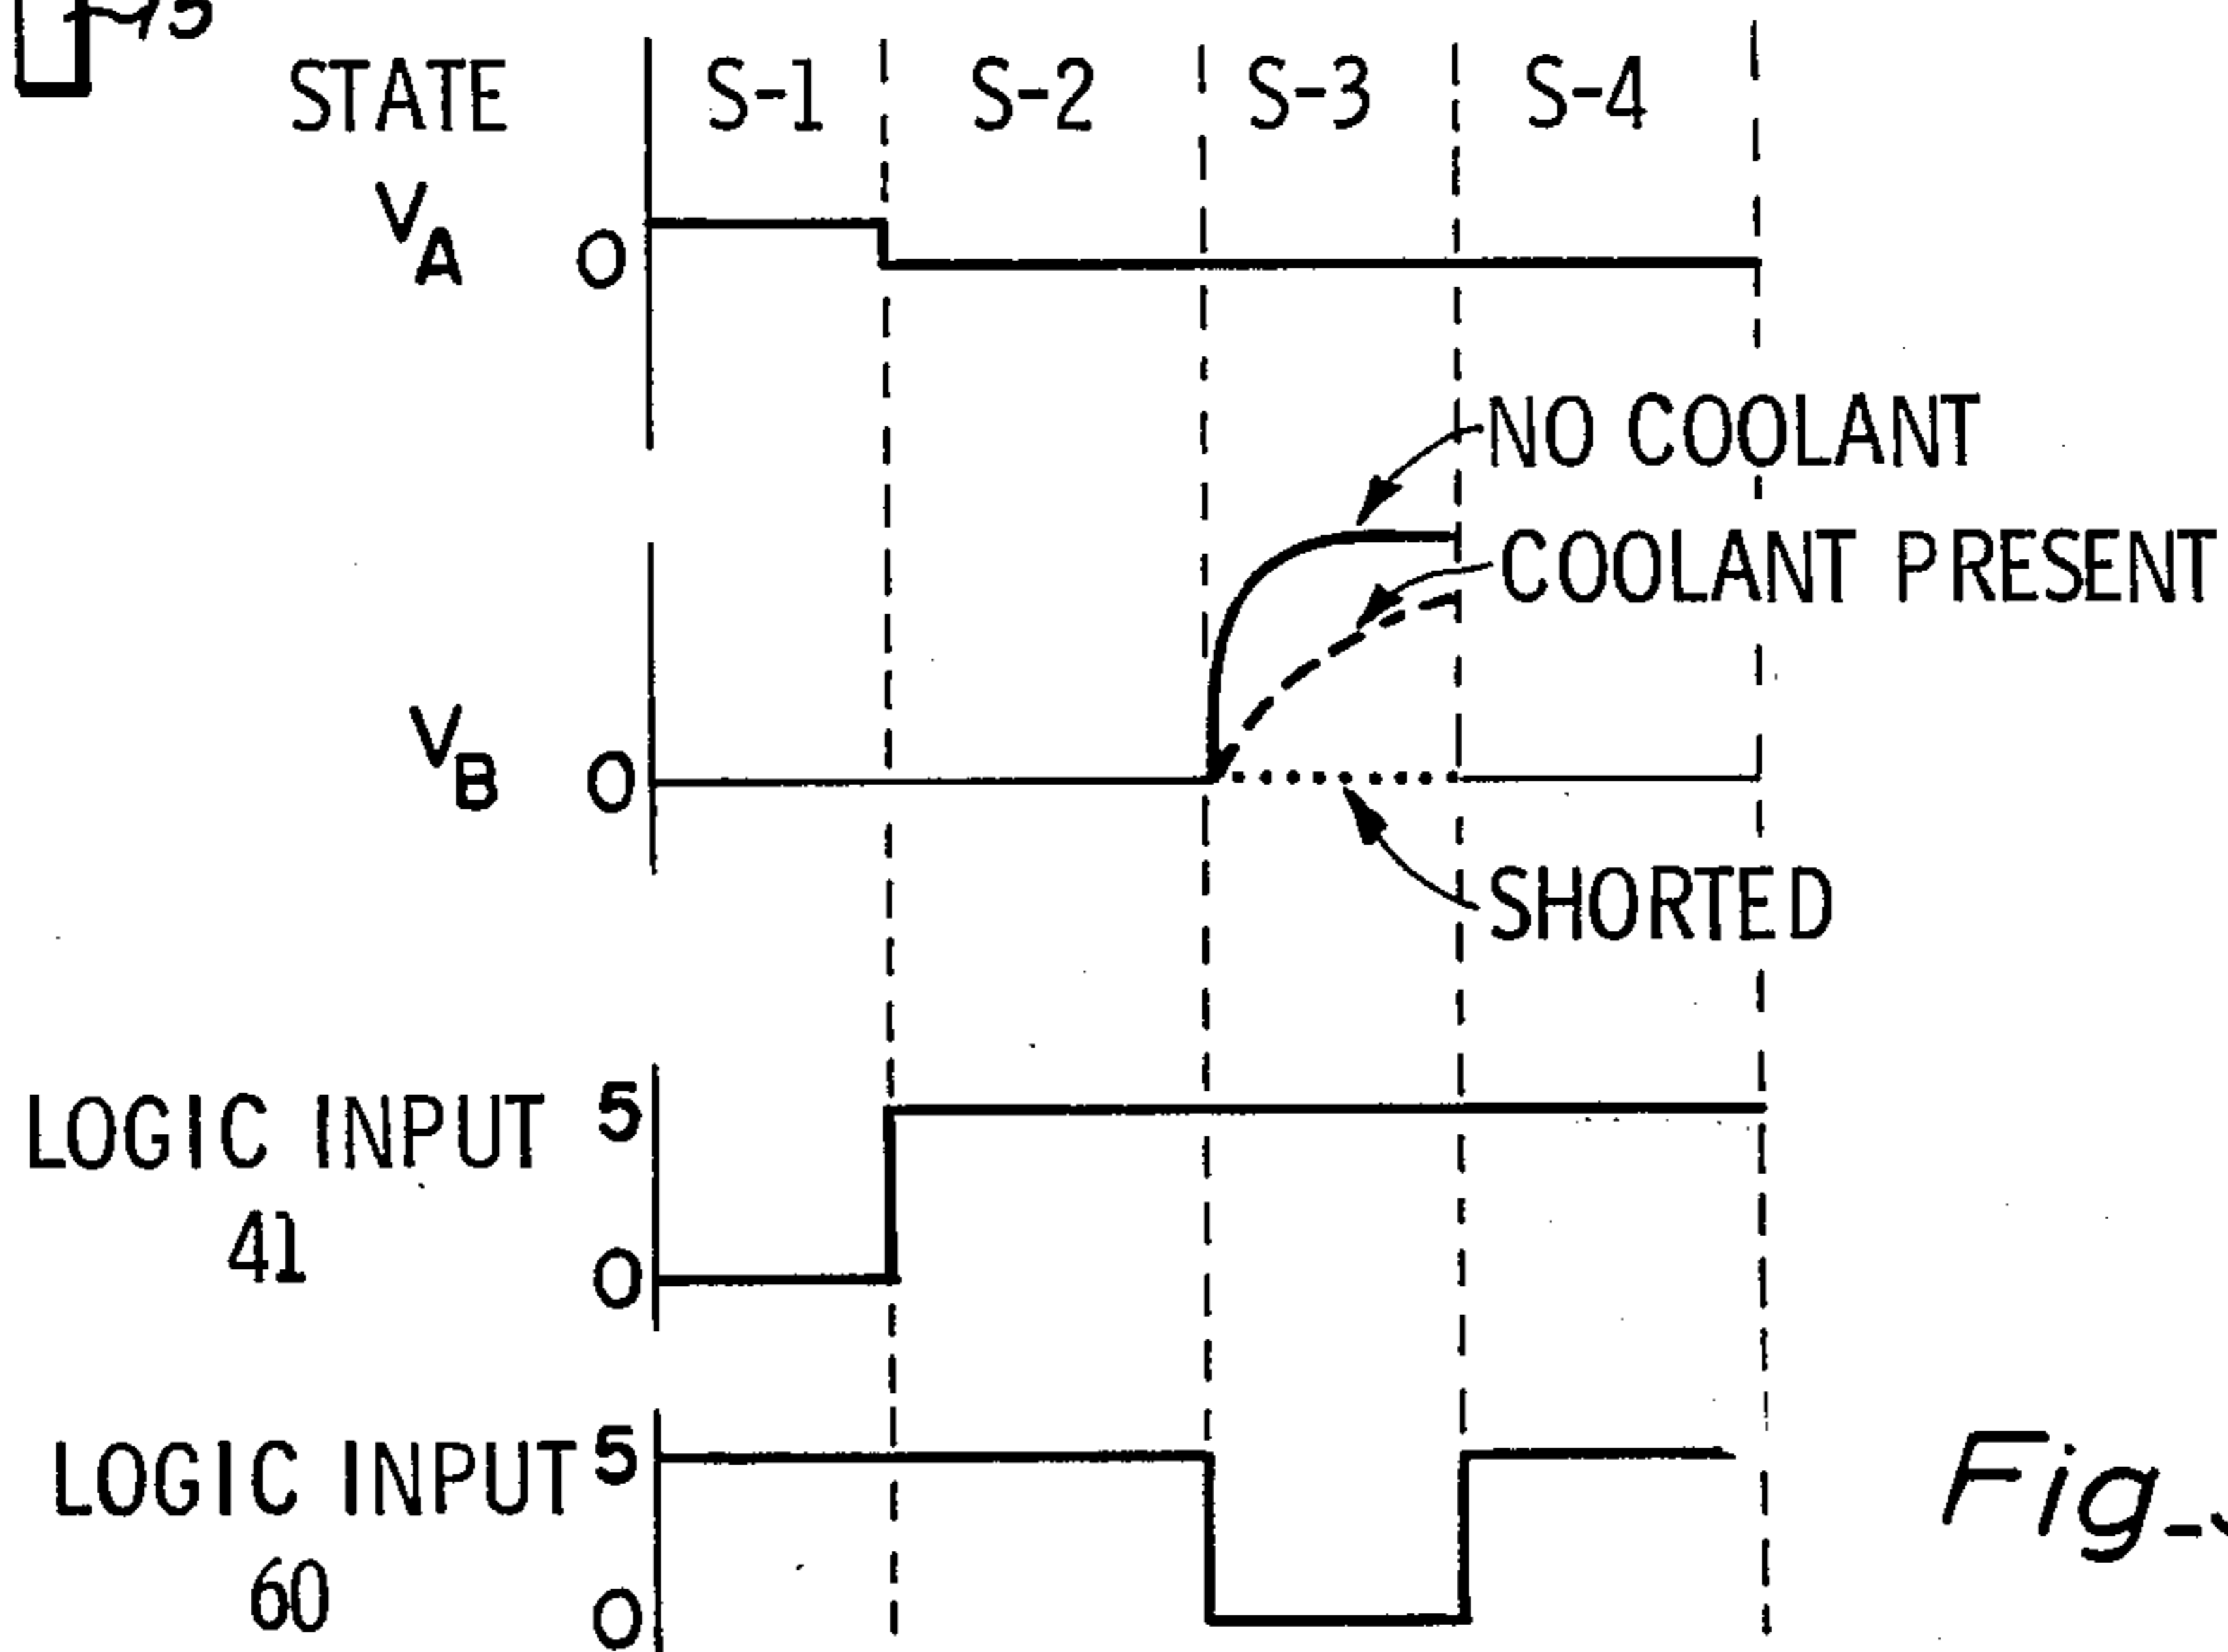 STATE S-1 S-2 S-3 S-4
VA 0
NO COOLANT
COOLANT PRESENT
VB 0
SHORTED
LOGIC INPUT 5
41
0
LOGIC INPUT 5
60
0
Fig-